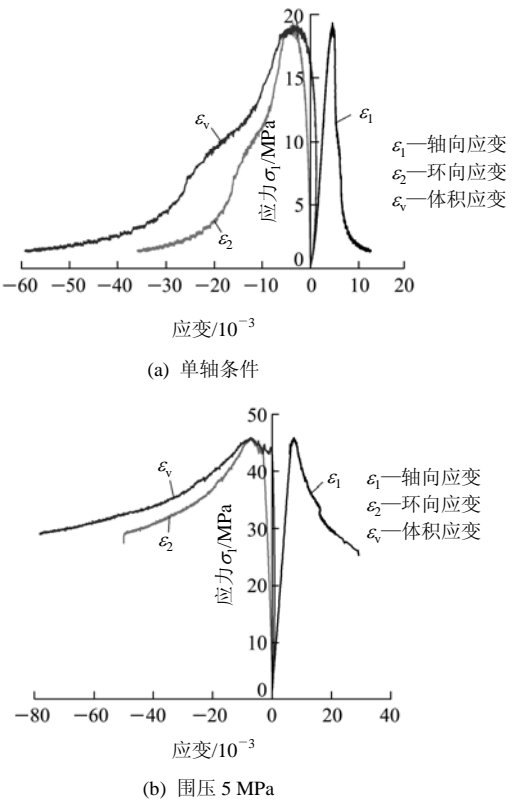 20
15
10
5
0
应力σ₁/MPa
εᵥ
ε₂
ε₁
ε₁—轴向应变
ε₂—环向应变
εᵥ—体积应变
−60 −50 −40 −30 −20 −10 0 10 20
应变/10⁻³
(a) 单轴条件
50
40
30
20
10
0
应力σ₁/MPa
εᵥ
ε₂
ε₁
ε₁—轴向应变
ε₂—环向应变
εᵥ—体积应变
−80 −60 −40 −20 0 20 40
应变/10⁻³
(b) 围压 5 MPa